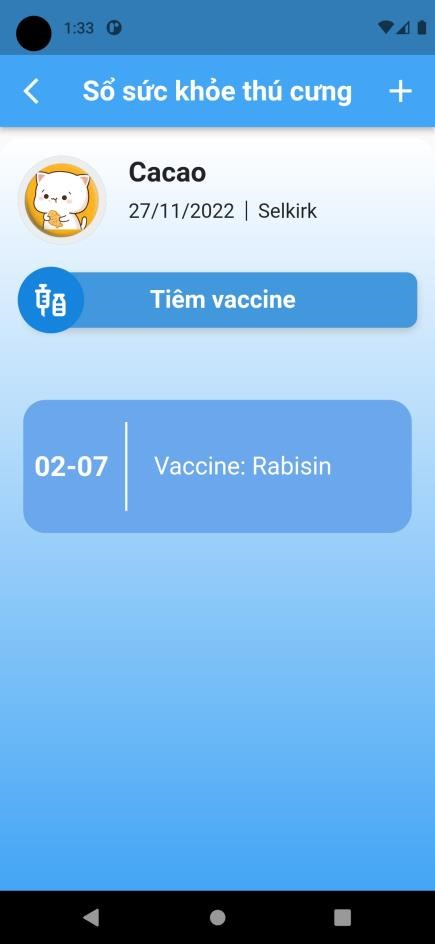 1:33
Sổ sức khỏe thú cưng
Cacao
27/11/2022 | Selkirk
Tiêm vaccine
02-07
Vaccine: Rabisin